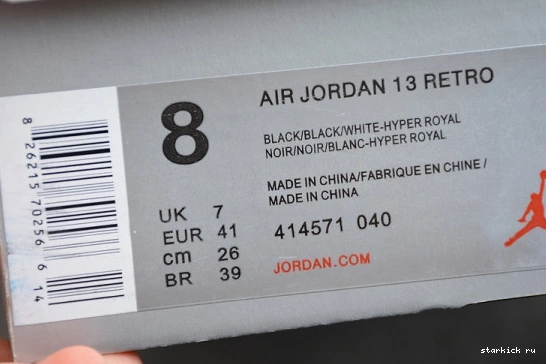 8 26215 70256 6 14
8
UK 7
EUR 41
cm 26
BR 39
AIR JORDAN 13 RETRO
BLACK/BLACK/WHITE-HYPER ROYAL
NOIR/NOIR/BLANC-HYPER ROYAL
MADE IN CHINA/FABRIQUE EN CHINE /
MADE IN CHINA
414571 040
JORDAN.COM
starkick ru